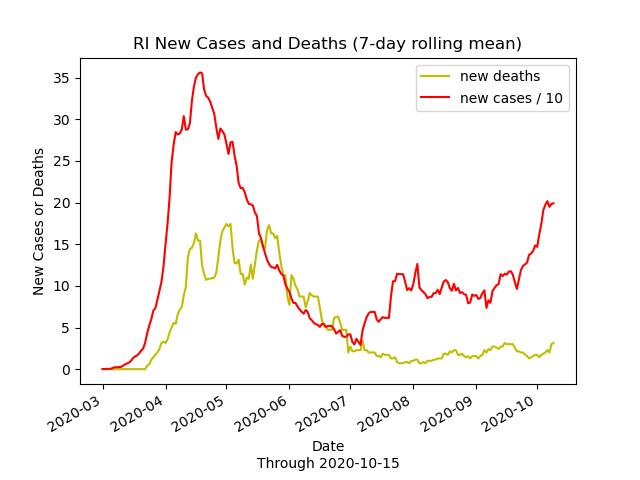 RI New Cases and Deaths (7-day rolling mean)
new deaths
new cases / 10
New Cases or Deaths
35
30
25
20
15
10
5
0
2020-03
2020-04
2020-05
2020-06
2020-07
2020-08
2020-09
2020-10
Date
Through 2020-10-15